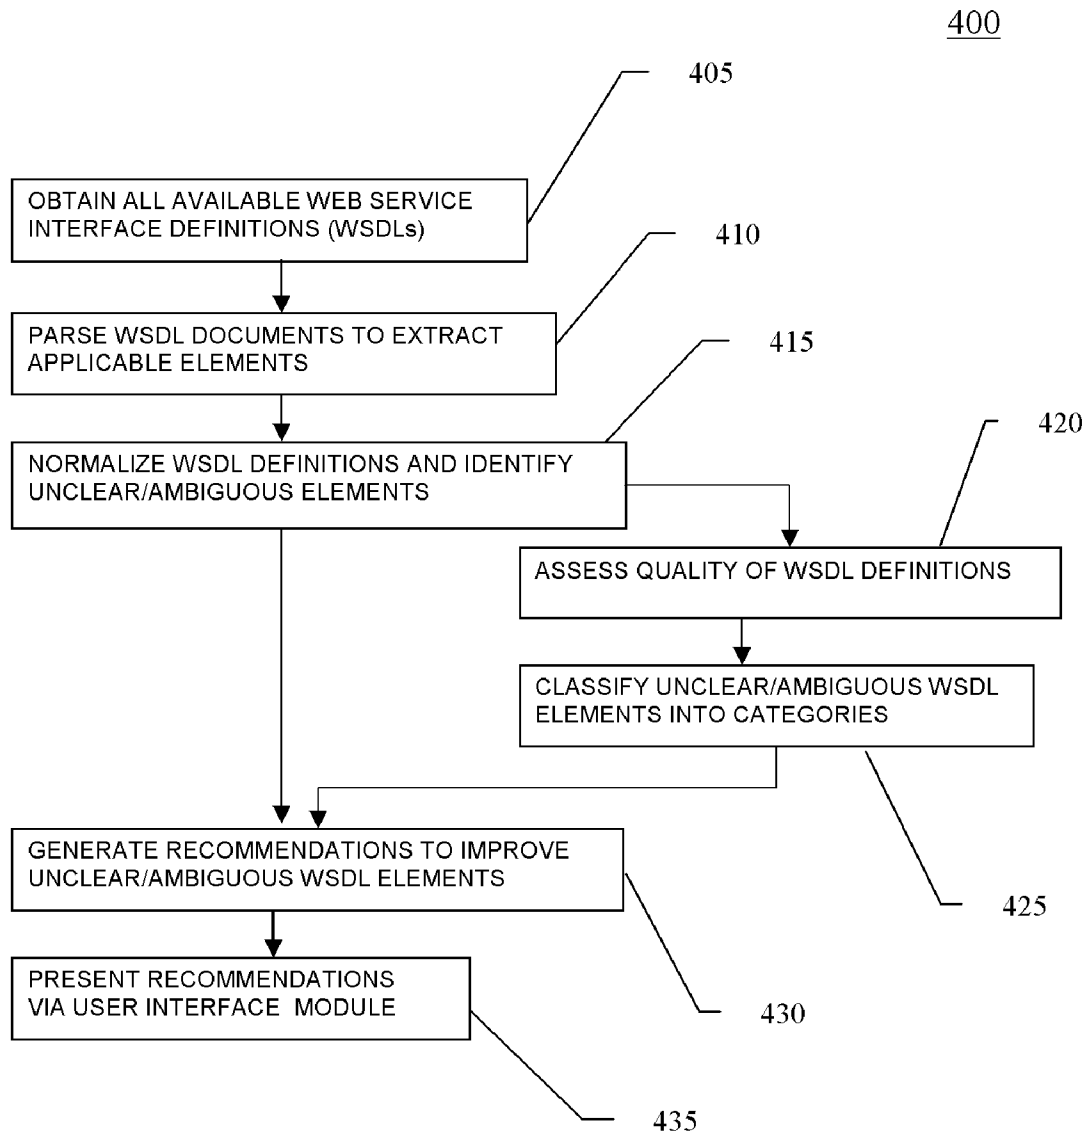 400
405
OBTAIN ALL AVAILABLE WEB SERVICE
INTERFACE DEFINITIONS (WSDLs)
410
PARSE WSDL DOCUMENTS TO EXTRACT
APPLICABLE ELEMENTS
415
NORMALIZE WSDL DEFINITIONS AND IDENTIFY
UNCLEAR/AMBIGUOUS ELEMENTS
420
ASSESS QUALITY OF WSDL DEFINITIONS
CLASSIFY UNCLEAR/AMBIGUOUS WSDL
ELEMENTS INTO CATEGORIES
425
GENERATE RECOMMENDATIONS TO IMPROVE
UNCLEAR/AMBIGUOUS WSDL ELEMENTS
430
PRESENT RECOMMENDATIONS
VIA USER INTERFACE MODULE
435